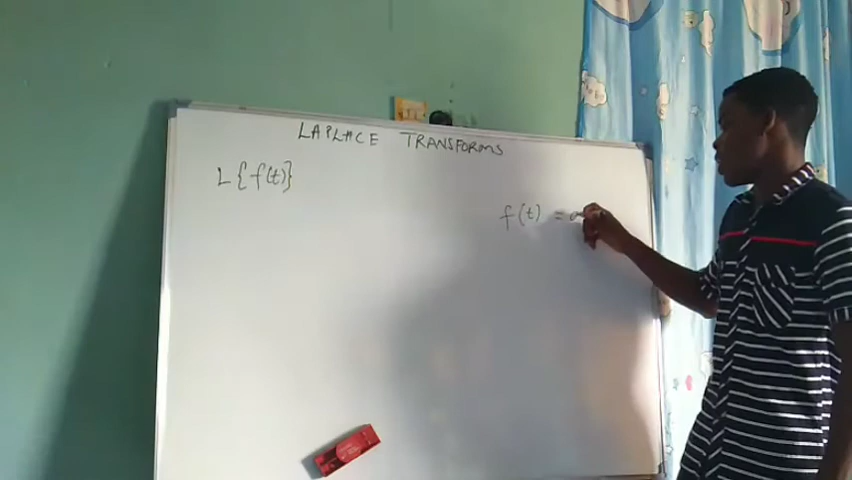 LAPLACE TRANSFORMS
L{f(t)}
f(t) = a